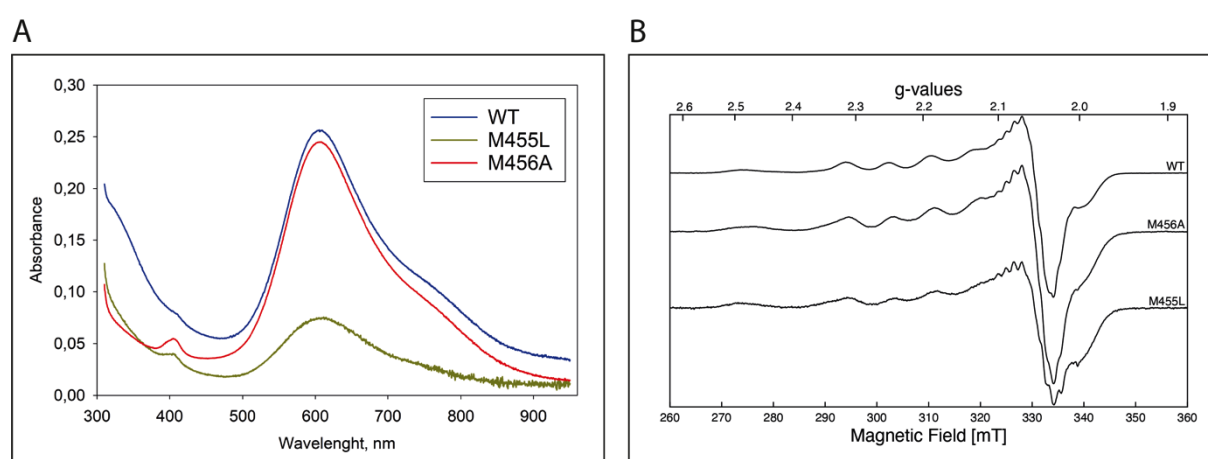 A
B
0,30
0,25
0,20
0,15
0,10
0,05
0,00
Absorbance
300 400 500 600 700 800 900
Wavelenght, nm
WT
M455L
M456A
g-values
2.6 2.5 2.4 2.3 2.2 2.1 2.0 1.9
WT
M456A
M455L
260 270 280 290 300 310 320 330 340 350 360
Magnetic Field [mT]